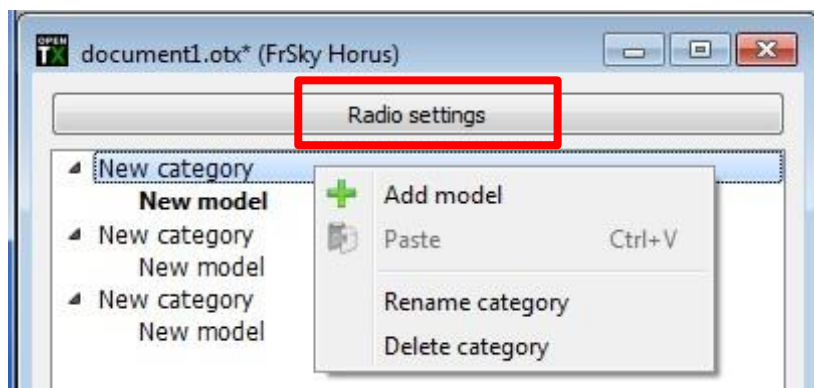 OPEN
TX
document1.otx* (FrSky Horus)
Radio settings
New category
New model
New category
New model
New category
New model
Add model
Paste Ctrl+V
Rename category
Delete category